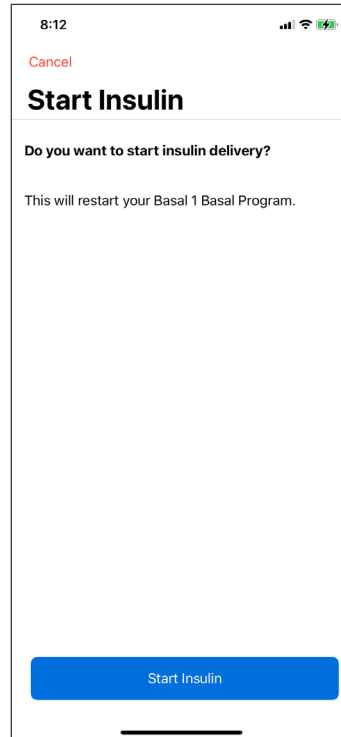 8:12
Cancel
Start Insulin
Do you want to start insulin delivery?
This will restart your Basal 1 Basal Program.
Start Insulin